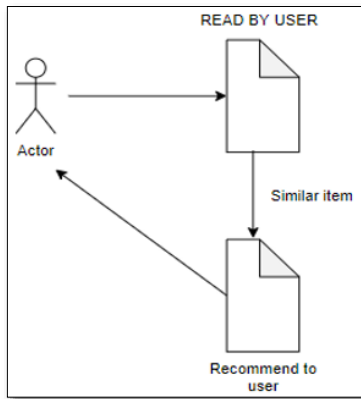 READ BY USER
Actor
Similar item
Recommend to
user